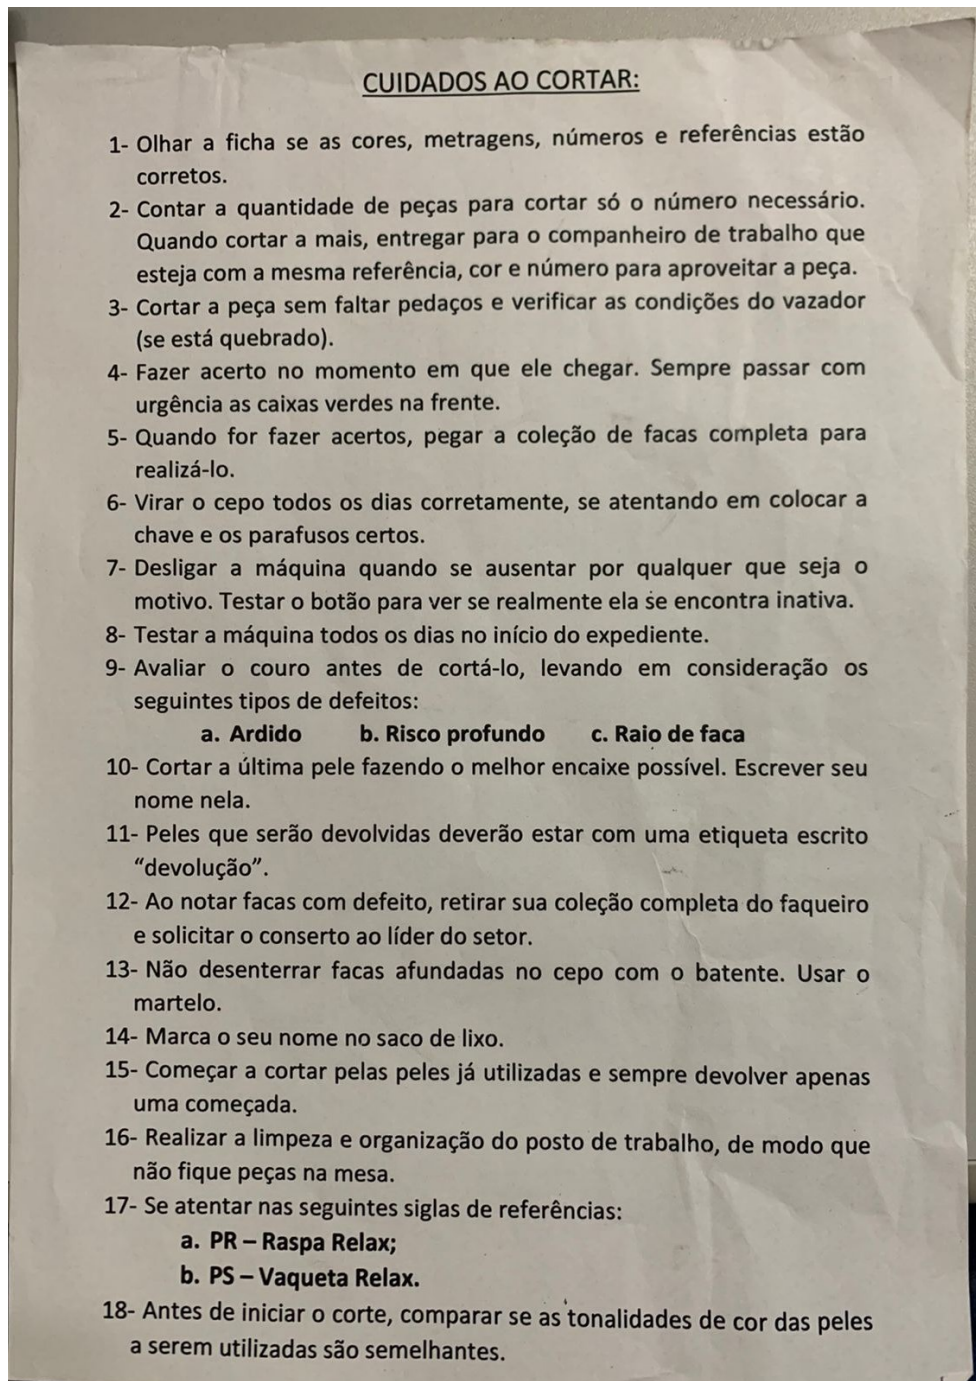 CUIDADOS AO CORTAR:
1- Olhar a ficha se as cores, metragens, números e referências estão
corretos.
2- Contar a quantidade de peças para cortar só o número necessário.
Quando cortar a mais, entregar para o companheiro de trabalho que
esteja com a mesma referência, cor e número para aproveitar a peça.
3- Cortar a peça sem faltar pedaços e verificar as condições do vazador
(se está quebrado).
4- Fazer acerto no momento em que ele chegar. Sempre passar com
urgência as caixas verdes na frente.
5- Quando for fazer acertos, pegar a coleção de facas completa para
realizá-lo.
6- Virar o cepo todos os dias corretamente, se atentando em colocar a
chave e os parafusos certos.
7- Desligar a máquina quando se ausentar por qualquer que seja o
motivo. Testar o botão para ver se realmente ela se encontra inativa.
8- Testar a máquina todos os dias no início do expediente.
9- Avaliar o couro antes de cortá-lo, levando em consideração os
seguintes tipos de defeitos:
a. Ardido b. Risco profundo c. Raio de faca
10- Cortar a última pele fazendo o melhor encaixe possível. Escrever seu
nome nela.
11- Peles que serão devolvidas deverão estar com uma etiqueta escrito
“devolução”.
12- Ao notar facas com defeito, retirar sua coleção completa do faqueiro
e solicitar o conserto ao líder do setor.
13- Não desenterrar facas afundadas no cepo com o batente. Usar o
martelo.
14- Marca o seu nome no saco de lixo.
15- Começar a cortar pelas peles já utilizadas e sempre devolver apenas
uma começada.
16- Realizar a limpeza e organização do posto de trabalho, de modo que
não fique peças na mesa.
17- Se atentar nas seguintes siglas de referências:
a. PR – Raspa Relax;
b. PS – Vaqueta Relax.
18- Antes de iniciar o corte, comparar se as tonalidades de cor das peles
a serem utilizadas são semelhantes.